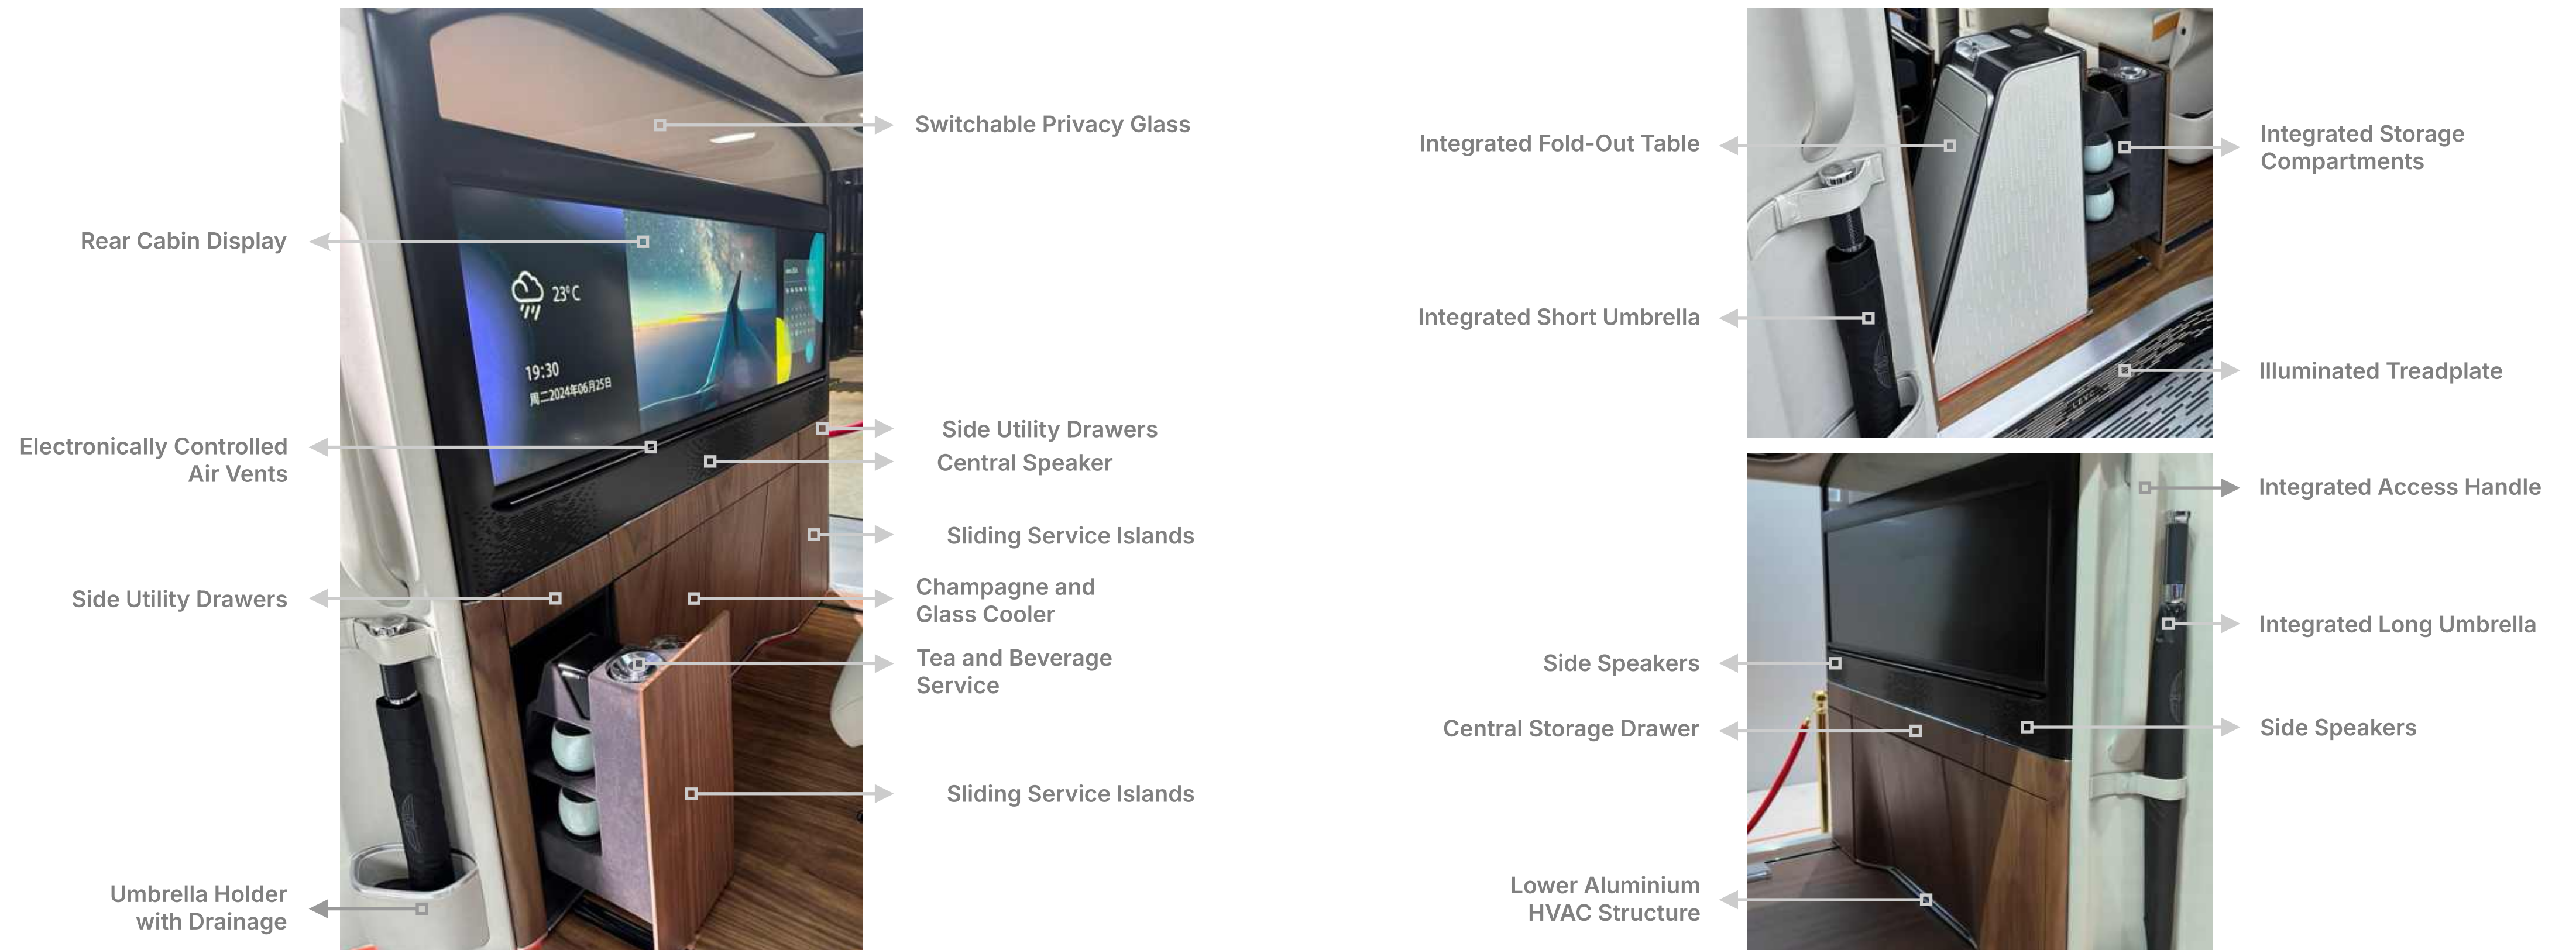 Switchable Privacy Glass
Rear Cabin Display
23°C
19:30
周二2024年06月25日
Electronically Controlled
Air Vents
Side Utility Drawers
Central Speaker
Sliding Service Islands
Side Utility Drawers
Champagne and
Glass Cooler
Tea and Beverage
Service
Sliding Service Islands
Umbrella Holder
with Drainage
Integrated Fold-Out Table
Integrated Storage
Compartments
Integrated Short Umbrella
Illuminated Treadplate
LEVC
Integrated Access Handle
Integrated Long Umbrella
Side Speakers
Central Storage Drawer
Side Speakers
Lower Aluminium
HVAC Structure